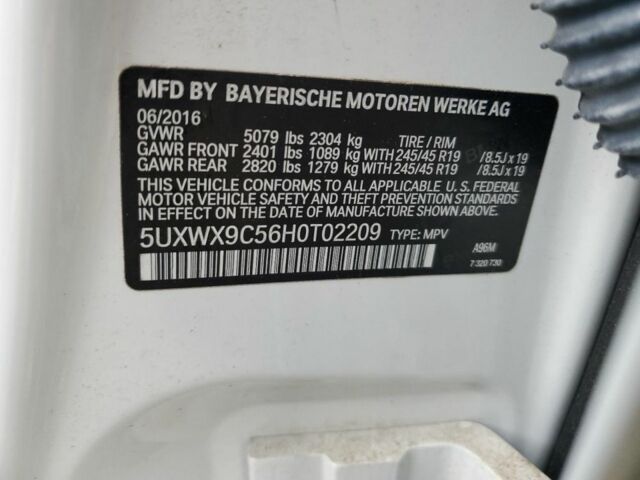 MFD BY BAYERISCHE MOTOREN WERKE AG
06/2016
GVWR 5079 lbs 2304 kg TIRE / RIM
GAWR FRONT 2401 lbs 1089 kg WITH 245/45 R19 /8.5J x 19
GAWR REAR 2820 lbs 1279 kg WITH 245/45 R19 /8.5J x 19
THIS VEHICLE CONFORMS TO ALL APPLICABLE U. S. FEDERAL
MOTOR VEHICLE SAFETY, AND THEFT PREVENTION STANDARDS
IN EFFECT ON THE DATE OF MANUFACTURE SHOWN ABOVE.
5UXWX9C56H0T02209 TYPE: MPV
A96M
7 320 730